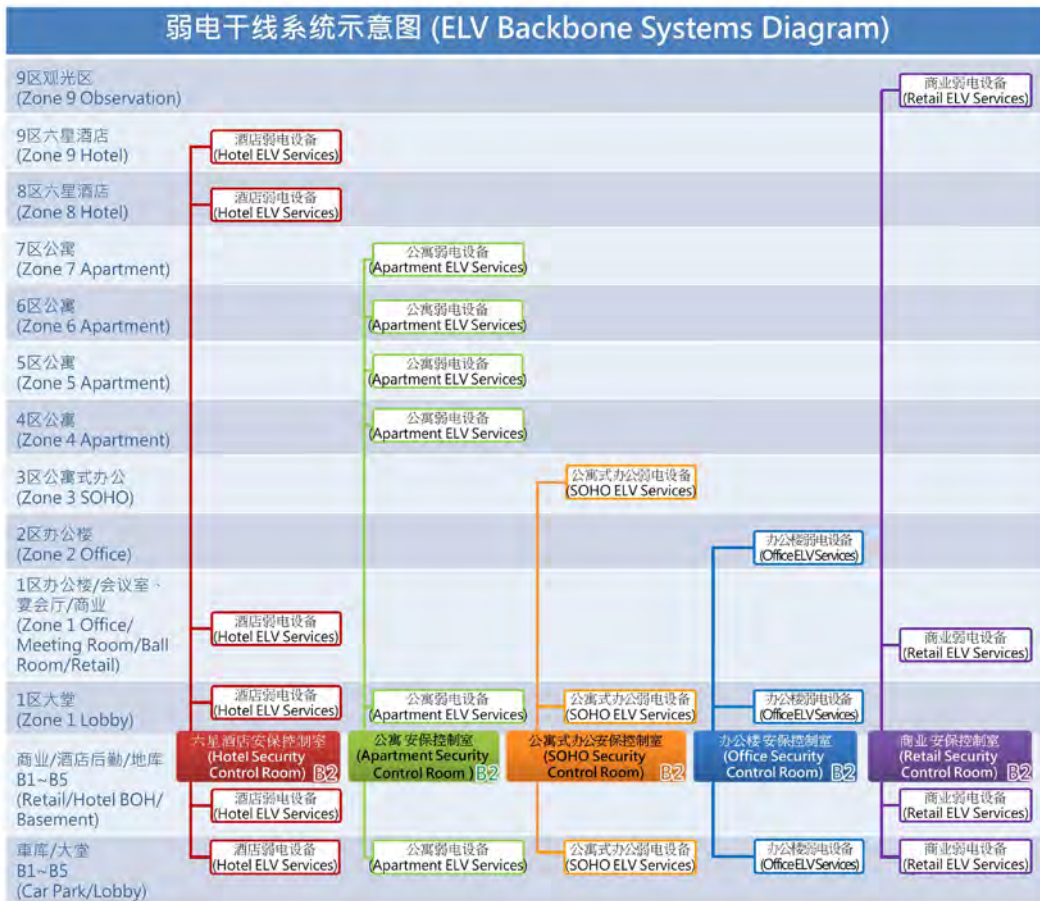 弱电干线系统示意图 (ELV Backbone Systems Diagram)
9区观光区
(Zone 9 Observation)
商业弱电设备
(Retail ELV Services)
9区六星酒店
(Zone 9 Hotel)
酒店弱电设备
(Hotel ELV Services)
8区六星酒店
(Zone 8 Hotel)
酒店弱电设备
(Hotel ELV Services)
7区公寓
(Zone 7 Apartment)
公寓弱电设备
(Apartment ELV Services)
6区公寓
(Zone 6 Apartment)
公寓弱电设备
(Apartment ELV Services)
5区公寓
(Zone 5 Apartment)
公寓弱电设备
(Apartment ELV Services)
4区公寓
(Zone 4 Apartment)
公寓弱电设备
(Apartment ELV Services)
3区公寓式办公
(Zone 3 SOHO)
公寓式办公弱电设备
(SOHO ELV Services)
2区办公楼
(Zone 2 Office)
办公楼弱电设备
(Office ELV Services)
1区办公楼/会议室、
宴会厅/商业
(Zone 1 Office/
Meeting Room/Ball
Room/Retail)
酒店弱电设备
(Hotel ELV Services)
商业弱电设备
(Retail ELV Services)
1区大堂
(Zone 1 Lobby)
酒店弱电设备
(Hotel ELV Services)
公寓弱电设备
(Apartment ELV Services)
公寓式办公弱电设备
(SOHO ELV Services)
办公楼弱电设备
(Office ELV Services)
商业/酒店后勤/地库
B1~B5
(Retail/Hotel BOH/
Basement)
六星酒店安保控制室
(Hotel Security
Control Room) B2
公寓安保控制室
(Apartment Security
Control Room ) B2
公寓式办公安保控制室
(SOHO Security
Control Room) B2
办公楼安保控制室
(Office Security
Control Room) B2
商业安保控制室
(Retail Security
Control Room) B2
酒店弱电设备
(Hotel ELV Services)
商业弱电设备
(Retail ELV Services)
車库/大堂
B1~B5
(Car Park/Lobby)
酒店弱电设备
(Hotel ELV Services)
公寓弱电设备
(Apartment ELV Services)
公寓式办公弱电设备
(SOHO ELV Services)
办公楼弱电设备
(Office ELV Services)
商业弱电设备
(Retail ELV Services)